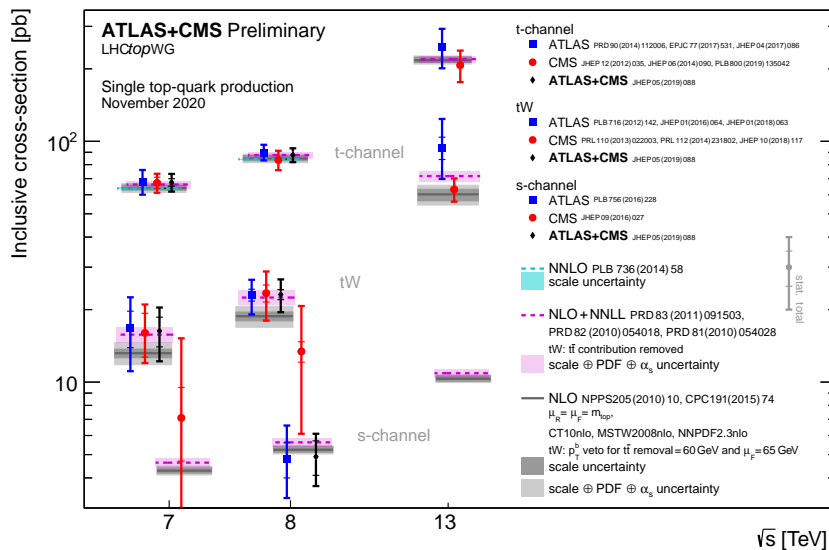 Inclusive cross-section [pb]
ATLAS+CMS Preliminary
LHCtopWG
Single top-quark production
November 2020
10²
10
t-channel
tW
s-channel
7
8
13
√s [TeV]
t-channel
ATLAS PRD 90 (2014) 112006, EPJC 77 (2017) 531, JHEP 04 (2017) 086
CMS JHEP 12 (2012) 035, JHEP 06 (2014) 090, PLB 800 (2019) 135042
ATLAS+CMS JHEP 05 (2019) 088
tW
ATLAS PLB 716 (2012) 142, JHEP 01 (2016) 064, JHEP 01 (2018) 063
CMS PRL 110 (2013) 022003, PRL 112 (2014) 231802, JHEP 10 (2018) 117
ATLAS+CMS JHEP 05 (2019) 088
s-channel
ATLAS PLB 756 (2016) 228
CMS JHEP 09 (2016) 027
ATLAS+CMS JHEP 05 (2019) 088
NNLO PLB 736 (2014) 58
scale uncertainty
NLO + NNLL PRD 83 (2011) 091503,
PRD 82 (2010) 054018, PRD 81 (2010) 054028
tW: tt̄ contribution removed
scale ⊕ PDF ⊕ αs uncertainty
NLO NPPS205 (2010) 10, CPC191 (2015) 74
μR = μF = mtop,
CT10nlo, MSTW2008nlo, NNPDF2.3nlo
tW: pTᵇ veto for tt̄ removal = 60 GeV and μF = 65 GeV
scale uncertainty
scale ⊕ PDF ⊕ αs uncertainty
stat. total